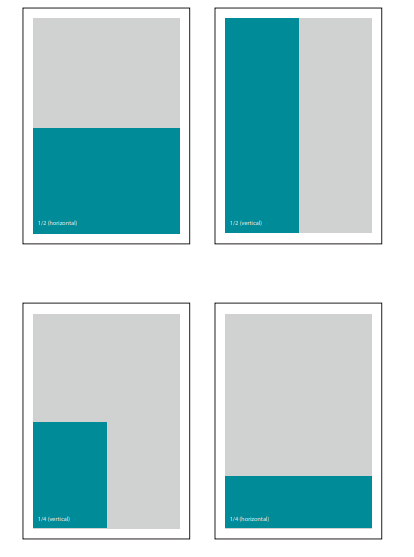 1/2 (horizontal)
1/2 (vertical)
1/4 (vertical)
1/4 (horizontal)